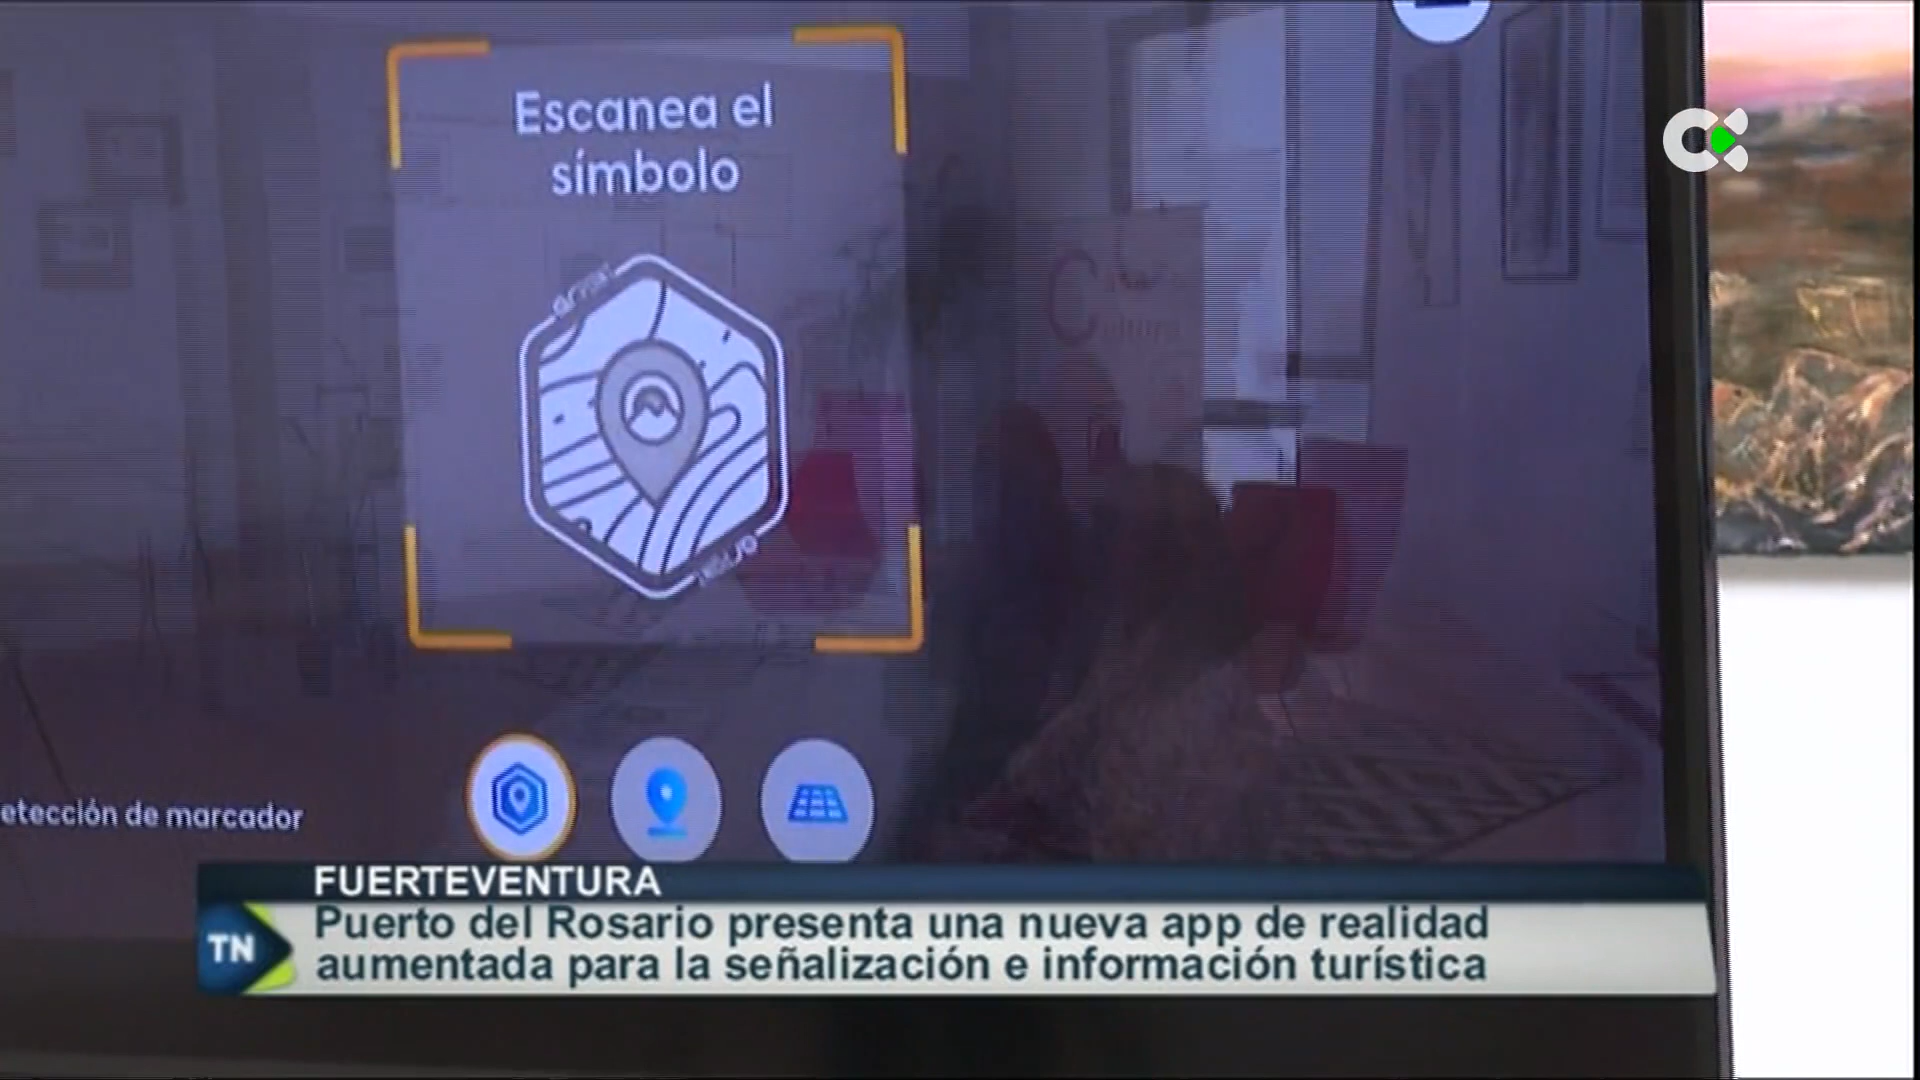 Escanea el
símbolo
etección de marcador
FUERTEVENTURA
TN
Puerto del Rosario presenta una nueva app de realidad
aumentada para la señalización e información turística